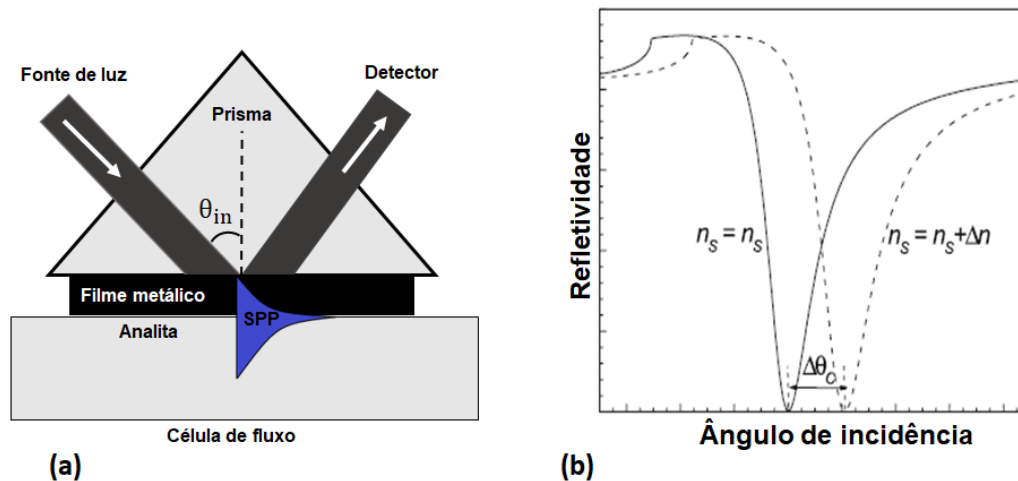 Fonte de luz
Detector
Prisma
θin
Filme metálico
SPP
Analita
Célula de fluxo
(a)
Refletividade
nS = nS
nS = nS+Δn
Δθc
Ângulo de incidência
(b)